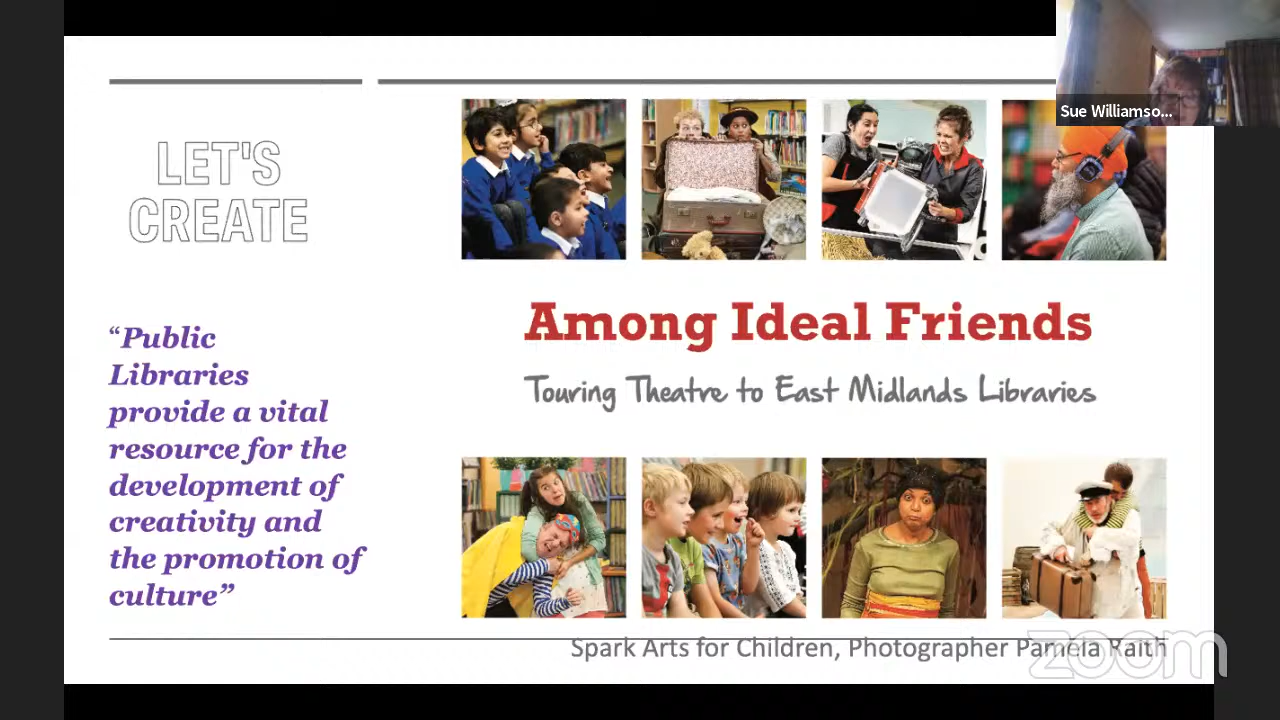 Sue Williamso...
LET'S
CREATE
“Public
Libraries
provide a vital
resource for the
development of
creativity and
the promotion of
culture”
Among Ideal Friends
Touring Theatre to East Midlands Libraries
Spark Arts for Children, Photographer Pamela Raith
zoom